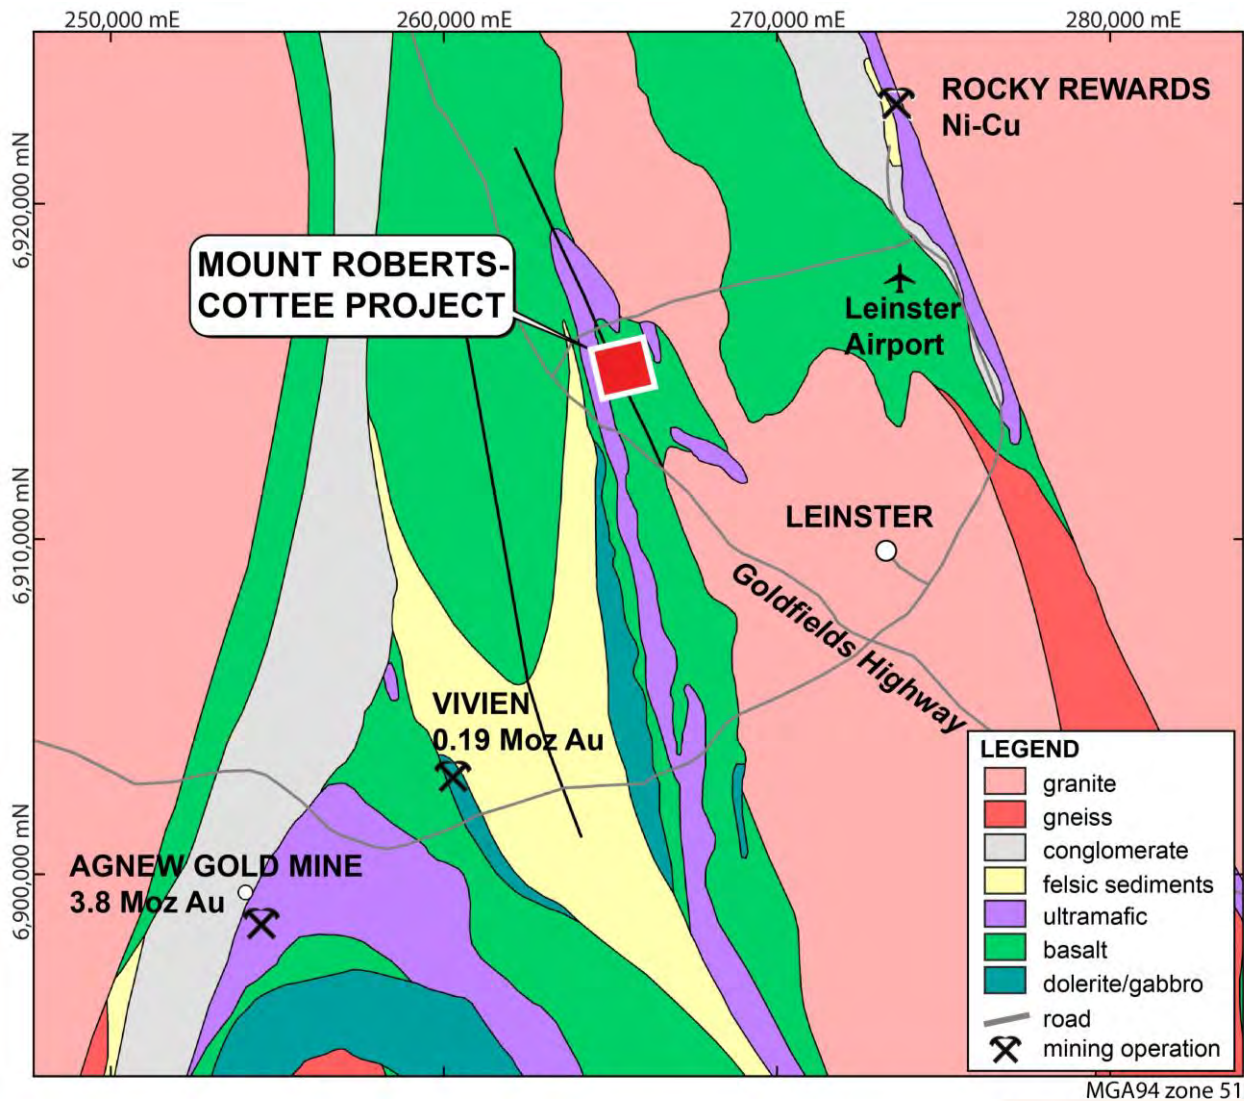 250,000 mE
260,000 mE
270,000 mE
280,000 mE
6,920,000 mN
6,910,000 mN
6,900,000 mN
ROCKY REWARDS
Ni-Cu
MOUNT ROBERTS-
COTTEE PROJECT
Leinster
Airport
LEINSTER
Goldfields Highway
VIVIEN
0.19 Moz Au
AGNEW GOLD MINE
3.8 Moz Au
LEGEND
granite
gneiss
conglomerate
felsic sediments
ultramafic
basalt
dolerite/gabbro
road
mining operation
MGA94 zone 51